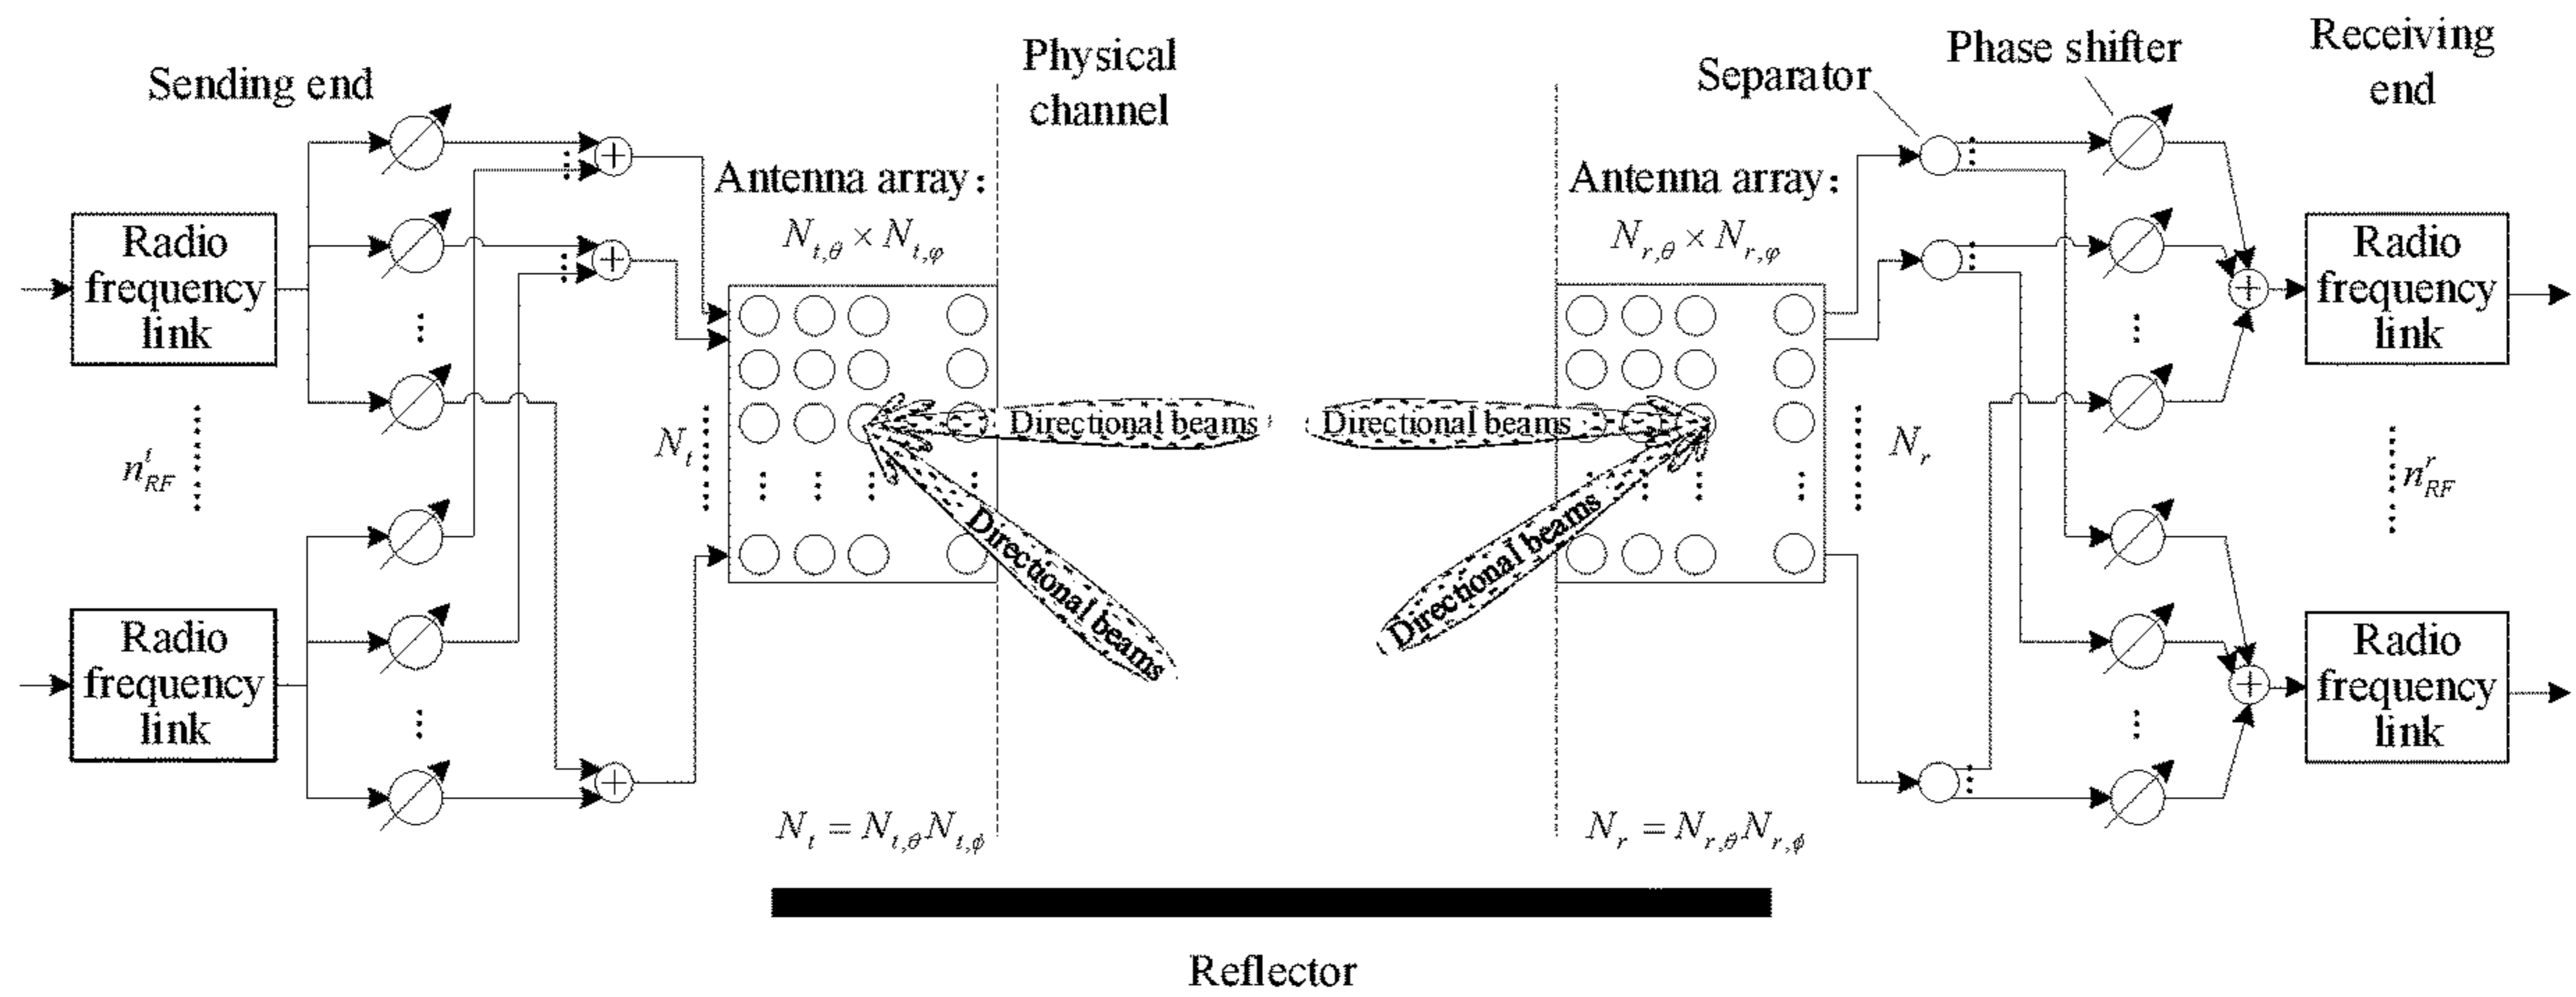 Sending end
Physical
channel
Separator
Phase shifter
Receiving
end
Antenna array:
N_{t,θ} × N_{t,φ}
Antenna array:
N_{r,θ} × N_{r,φ}
Radio
frequency
link
Radio
frequency
link
n^t_{RF}
N_t
Directional beams
Directional beams
N_r
n^r_{RF}
Directional beams
Directional beams
Radio
frequency
link
Radio
frequency
link
N_t = N_{t,θ}N_{t,ϕ}
N_r = N_{r,θ}N_{r,ϕ}
Reflector